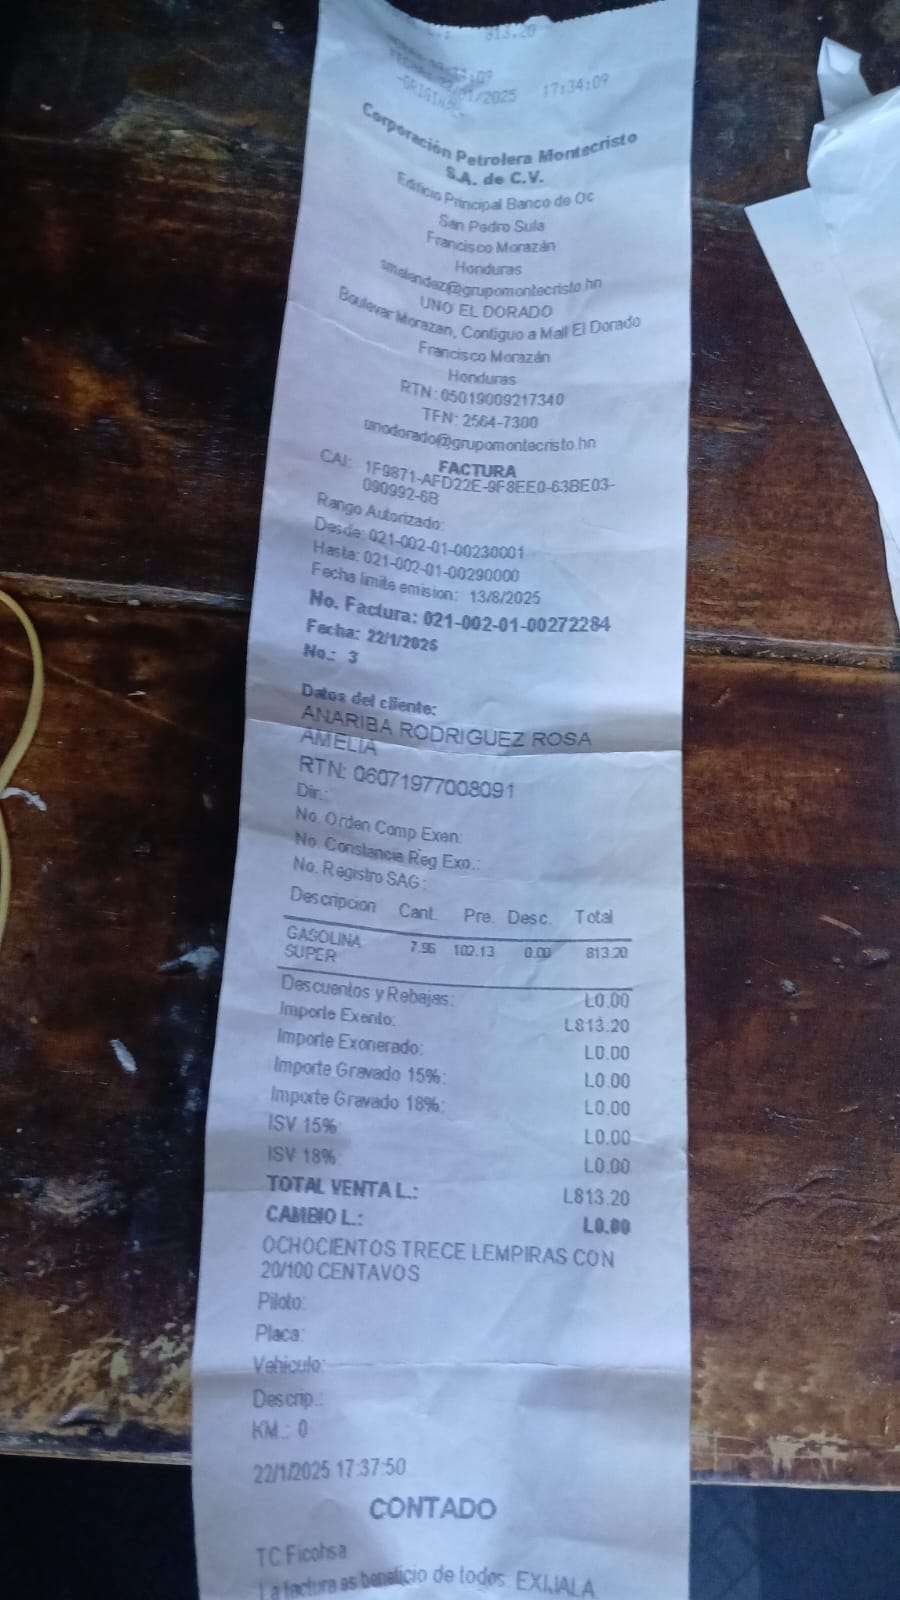 813.20
17:34:09
Corporación Petrolera Montecristo
S.A. de C.V.
Edificio Principal Banco de Oc
San Pedro Sula
Francisco Morazán
Honduras
smelendez@grupomontecristo.hn
UNO EL DORADO
Boulevar Morazan, Contiguo a Mall El Dorado
Francisco Morazán
Honduras
RTN: 05019009217340
TFN: 2564-7300
unodorado@grupomontecristo.hn
FACTURA
CAI: 1F9871-AFD22E-9F8EE0-63BE03-
090992-6B
Rango Autorizado:
Desde: 021-002-01-00230001
Hasta: 021-002-01-00290000
Fecha limite emision: 13/8/2025
No. Factura: 021-002-01-00272284
Fecha: 22/1/2025
No.: 3
Datos del cliente:
ANARIBA RODRIGUEZ ROSA
AMELIA
RTN: 06071977008091
Dir.:
No. Orden Comp Exen:
No. Constancia Reg Exo.:
No. Registro SAG:
Descripcion Cant. Pre. Desc. Total
GASOLINA 7.96 102.13 0.00 813.20
SUPER
Descuentos y Rebajas: L0.00
Importe Exento: L813.20
Importe Exonerado: L0.00
Importe Gravado 15%: L0.00
Importe Gravado 18%: L0.00
ISV 15% L0.00
ISV 18% L0.00
TOTAL VENTA L.: L813.20
CAMBIO L.: L0.00
OCHOCIENTOS TRECE LEMPIRAS CON
20/100 CENTAVOS
Piloto:
Placa:
Vehiculo:
Descrip.:
KM.: 0
22/1/2025 17:37:50
CONTADO
TC Ficohsa
La factura es beneficio de todos. EXIJALA